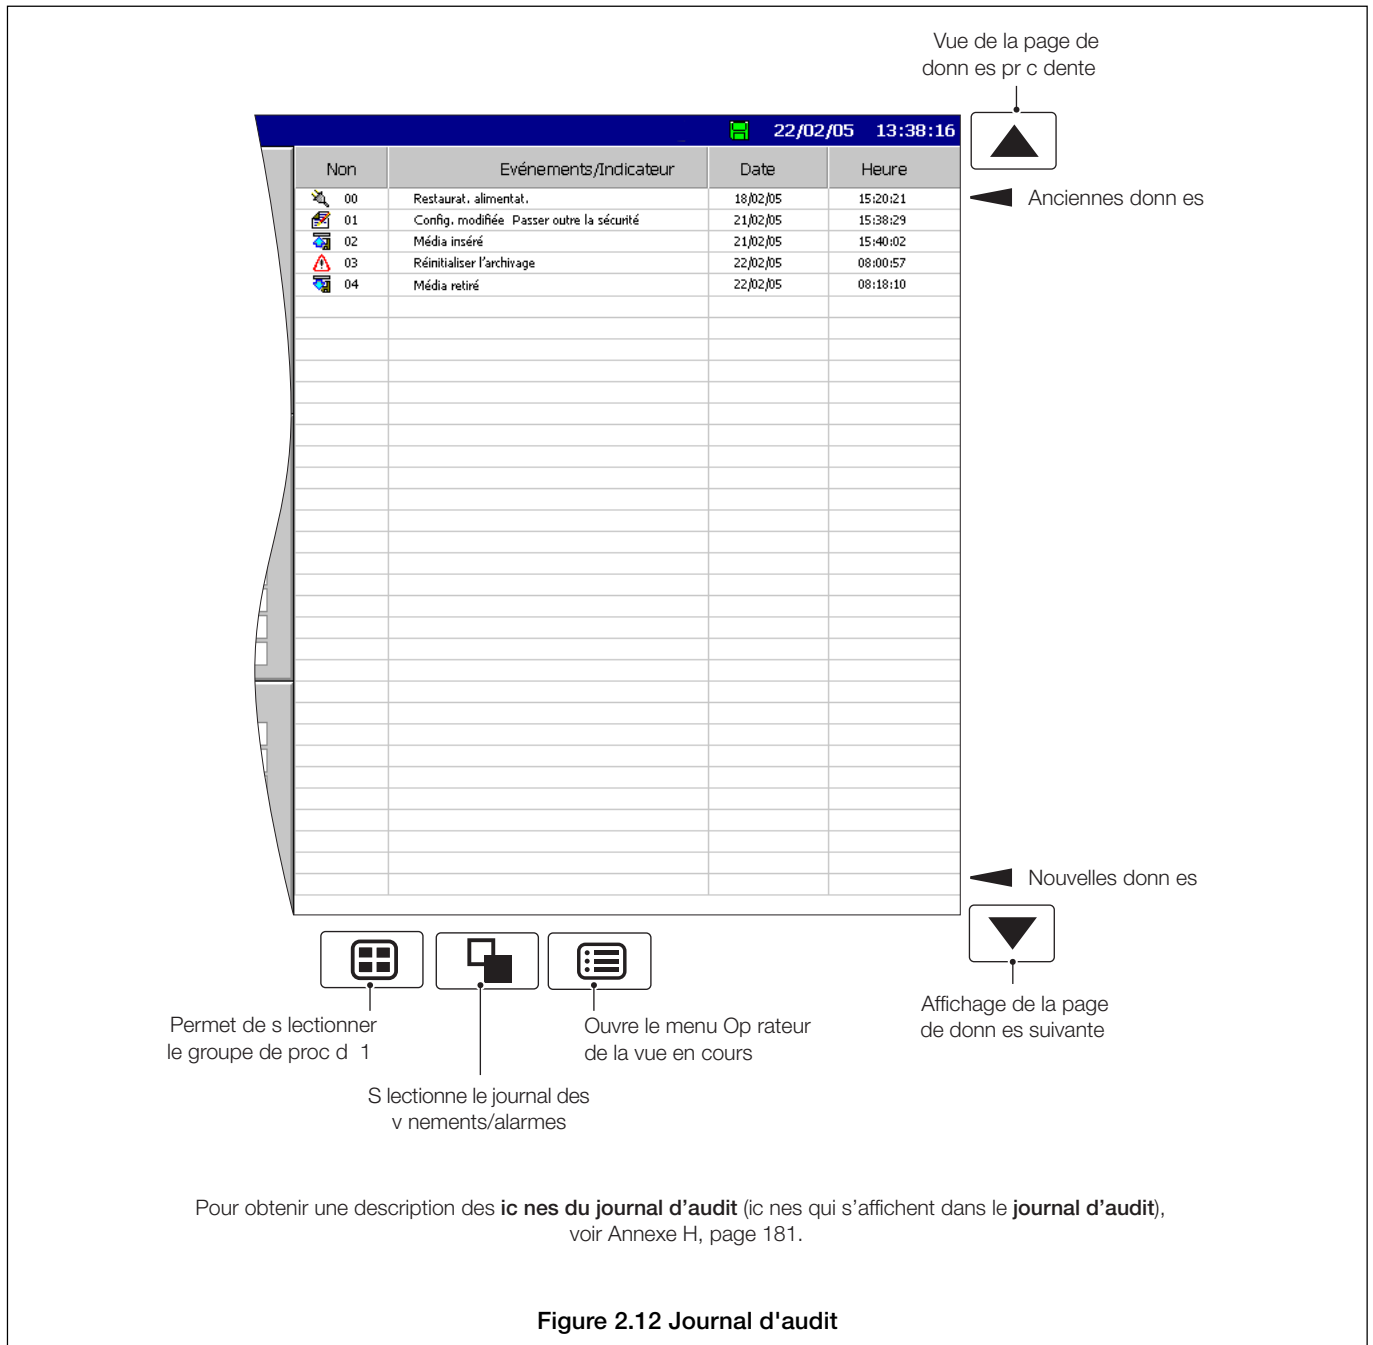 Vue de la page de
donn es pr c dente
22/02/05 13:38:16
Non Evénements/Indicateur Date Heure
00 Restaurat. alimentat. 18/02/05 15:20:21
Anciennes donn es
01 Config. modifiée Passer outre la sécurité 21/02/05 15:38:29
02 Média inséré 21/02/05 15:40:02
03 Réinitialiser l'archivage 22/02/05 08:00:57
04 Média retiré 22/02/05 08:18:10
Nouvelles donn es
Permet de s lectionner
le groupe de proc d 1
S lectionne le journal des
v nements/alarmes
Ouvre le menu Op rateur
de la vue en cours
Affichage de la page
de donn es suivante
Pour obtenir une description des ic nes du journal d'audit (ic nes qui s'affichent dans le journal d'audit),
voir Annexe H, page 181.
Figure 2.12 Journal d'audit